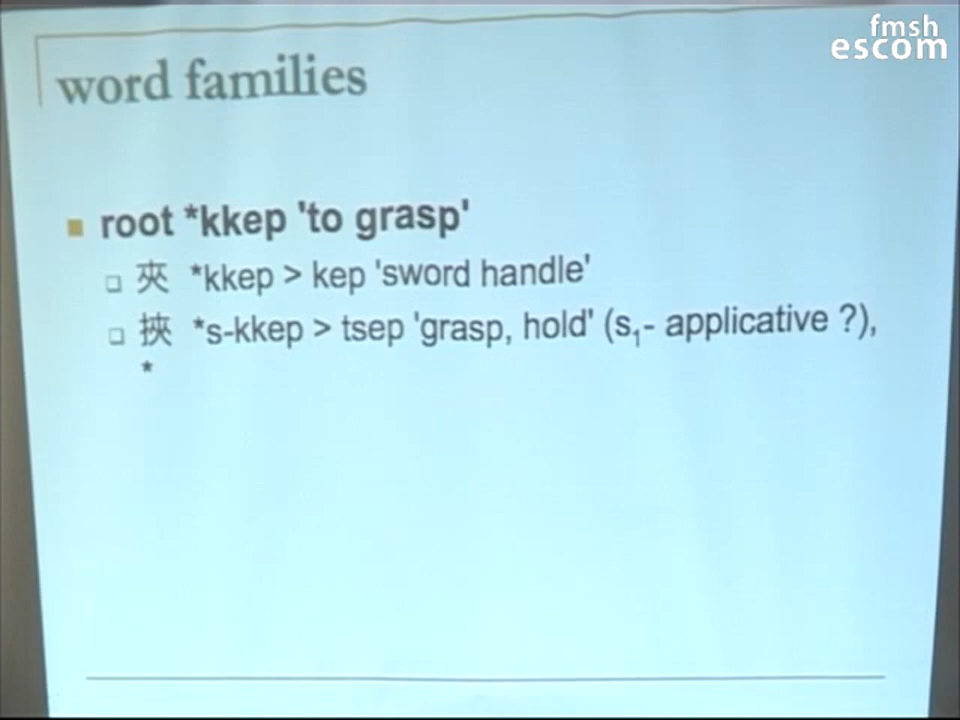 fmsh
escom
word families
root *kkep 'to grasp'
夾 *kkep > kep 'sword handle'
挾 *s-kkep > tsep 'grasp, hold' (s₁- applicative ?),
*